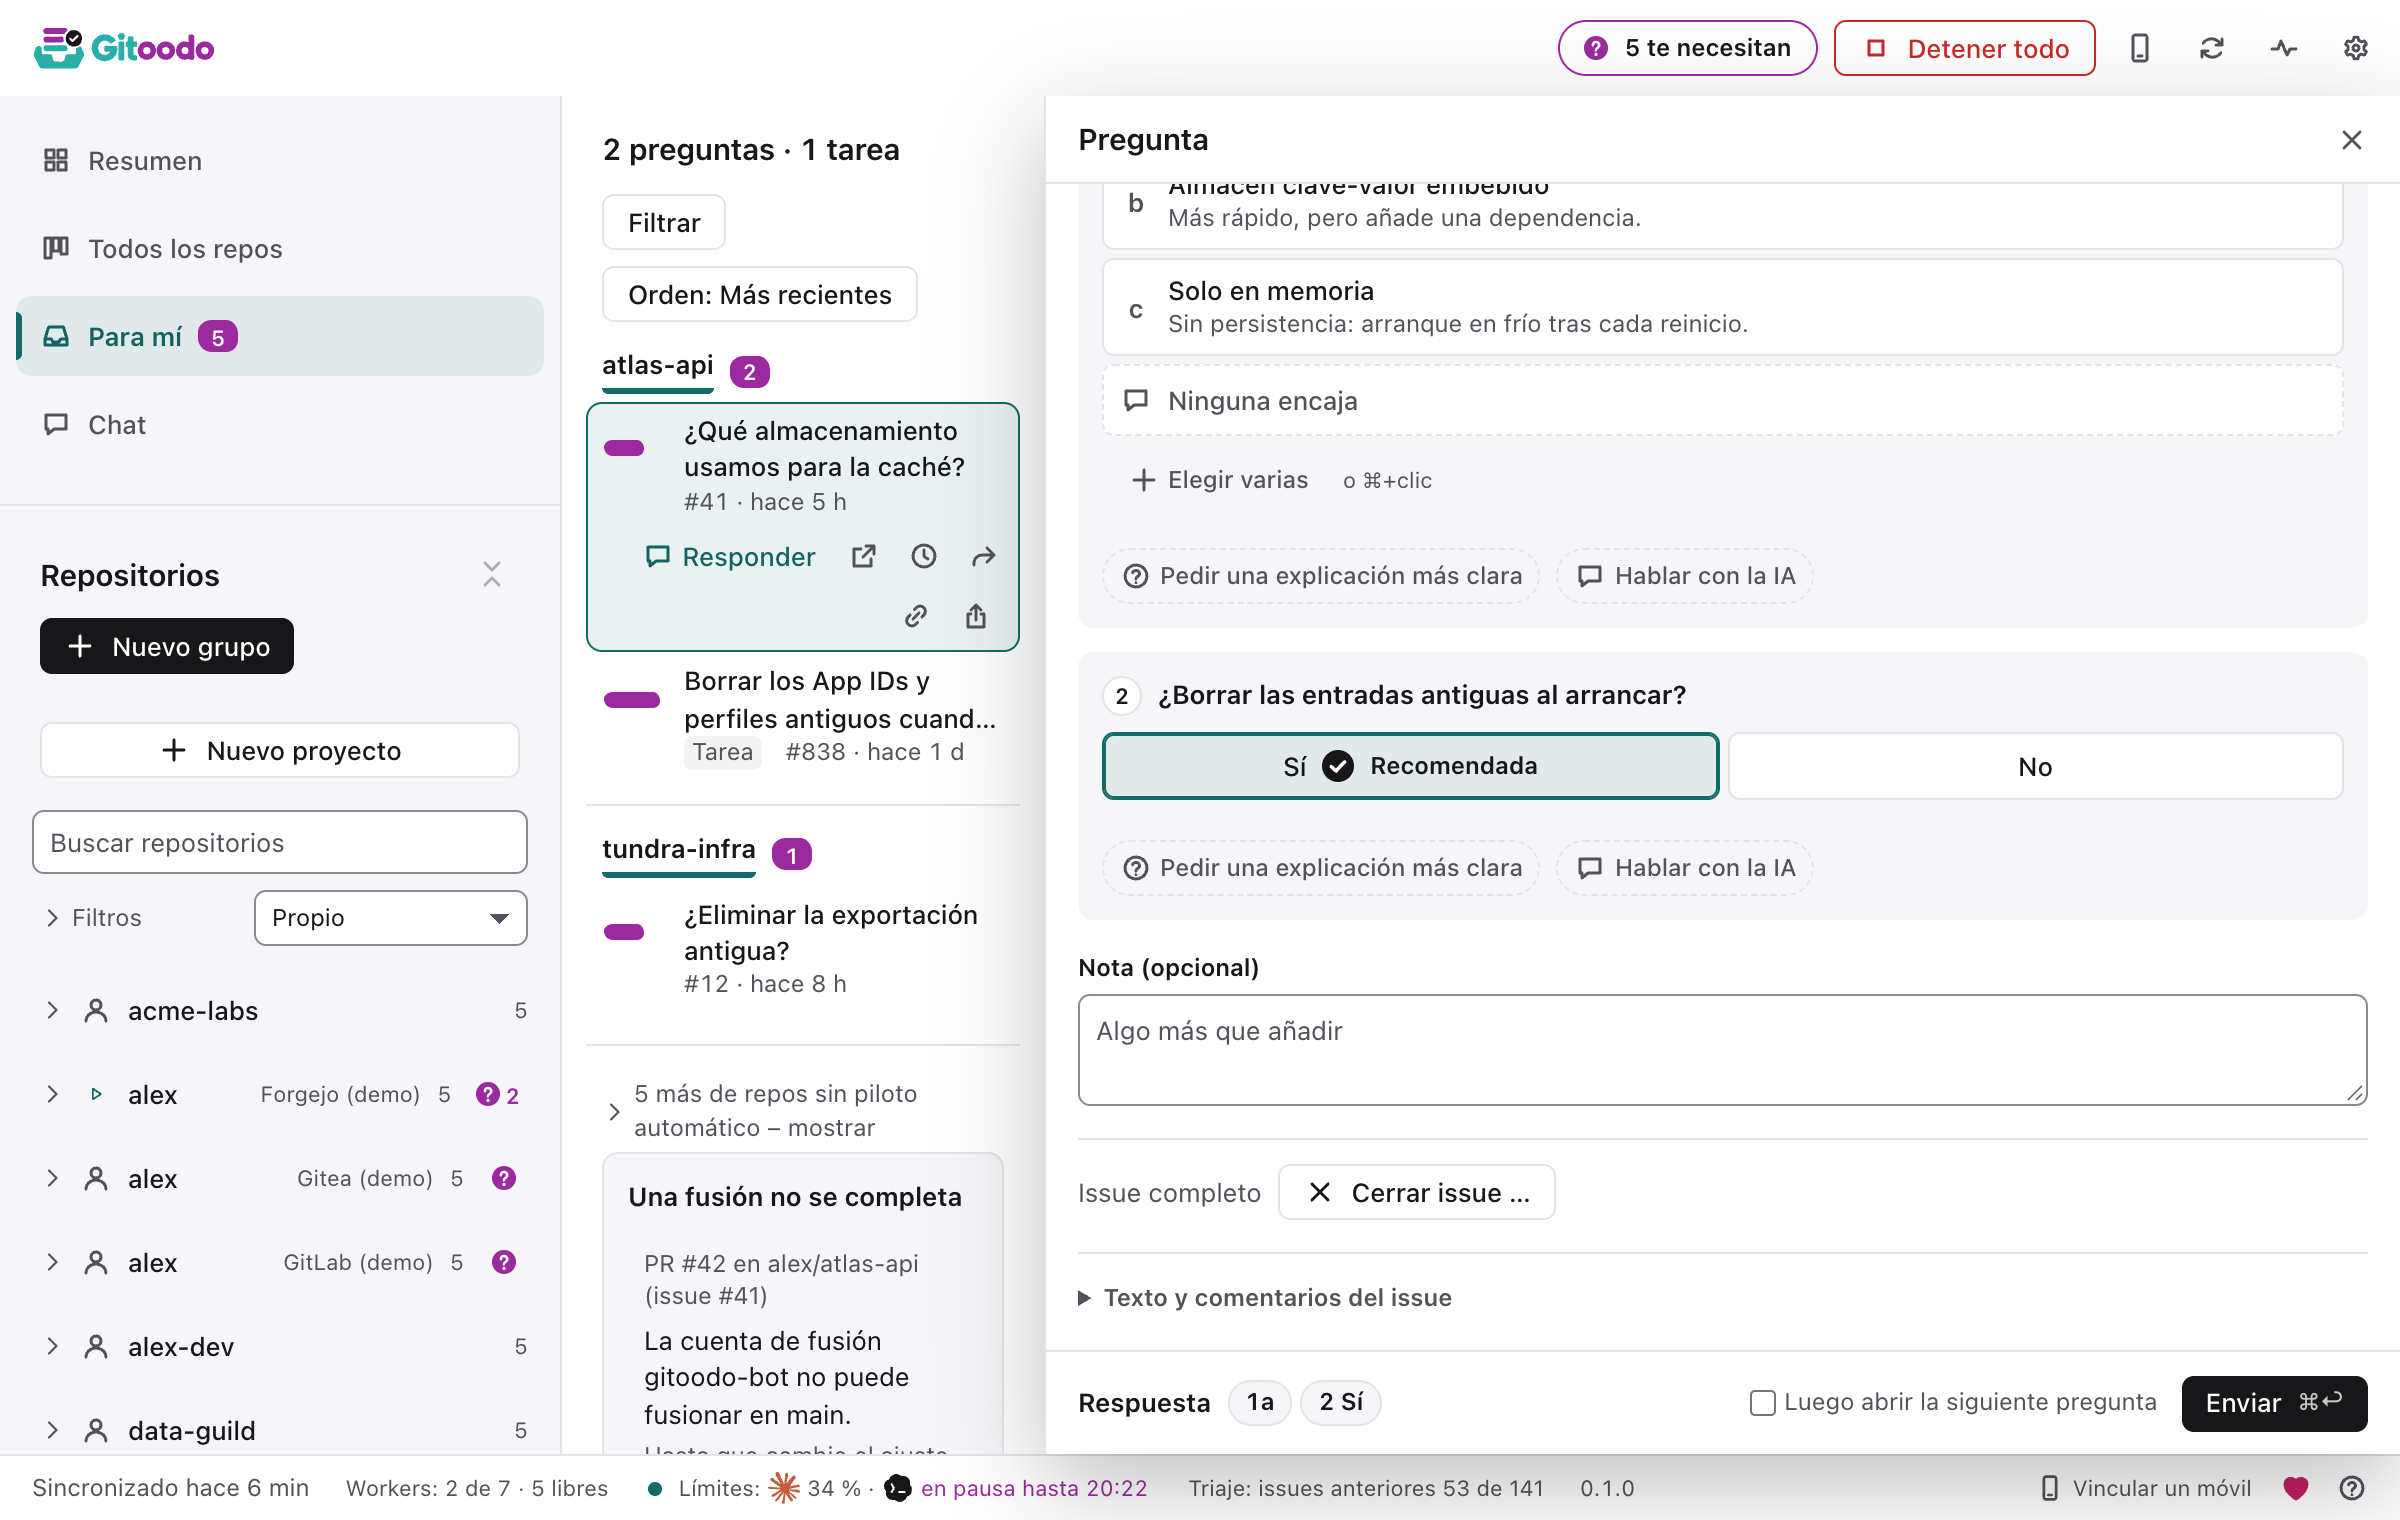 Gitoodo
5 te necesitan
Detener todo
Resumen
Todos los repos
Para mí 5
Chat
Repositorios
Nuevo grupo
Nuevo proyecto
Buscar repositorios
Filtros
Propio
acme-labs 5
alex Forgejo (demo) 5 2
alex Gitea (demo) 5
alex GitLab (demo) 5
alex-dev 5
data-guild 5
2 preguntas · 1 tarea
Filtrar
Orden: Más recientes
atlas-api 2
¿Qué almacenamiento
usamos para la caché?
#41 · hace 5 h
Responder
Borrar los App IDs y
perfiles antiguos cuand...
Tarea #838 · hace 1 d
tundra-infra 1
¿Eliminar la exportación
antigua?
#12 · hace 8 h
5 más de repos sin piloto
automático – mostrar
Una fusión no se completa
PR #42 en alex/atlas-api
(issue #41)
La cuenta de fusión
gitoodo-bot no puede
fusionar en main.
Hasta que cambie el ajuste
Pregunta
b Almacén clave-valor embebido
Más rápido, pero añade una dependencia.
c Solo en memoria
Sin persistencia: arranque en frío tras cada reinicio.
Ninguna encaja
Elegir varias o ⌘+clic
Pedir una explicación más clara
Hablar con la IA
2 ¿Borrar las entradas antiguas al arrancar?
Sí Recomendada
No
Pedir una explicación más clara
Hablar con la IA
Nota (opcional)
Algo más que añadir
Issue completo
Cerrar issue ...
Texto y comentarios del issue
Respuesta 1a 2 Sí
Luego abrir la siguiente pregunta
Enviar ⌘↩
Sincronizado hace 6 min
Workers: 2 de 7 · 5 libres
Límites: 34 % · en pausa hasta 20:22
Triaje: issues anteriores 53 de 141
0.1.0
Vincular un móvil